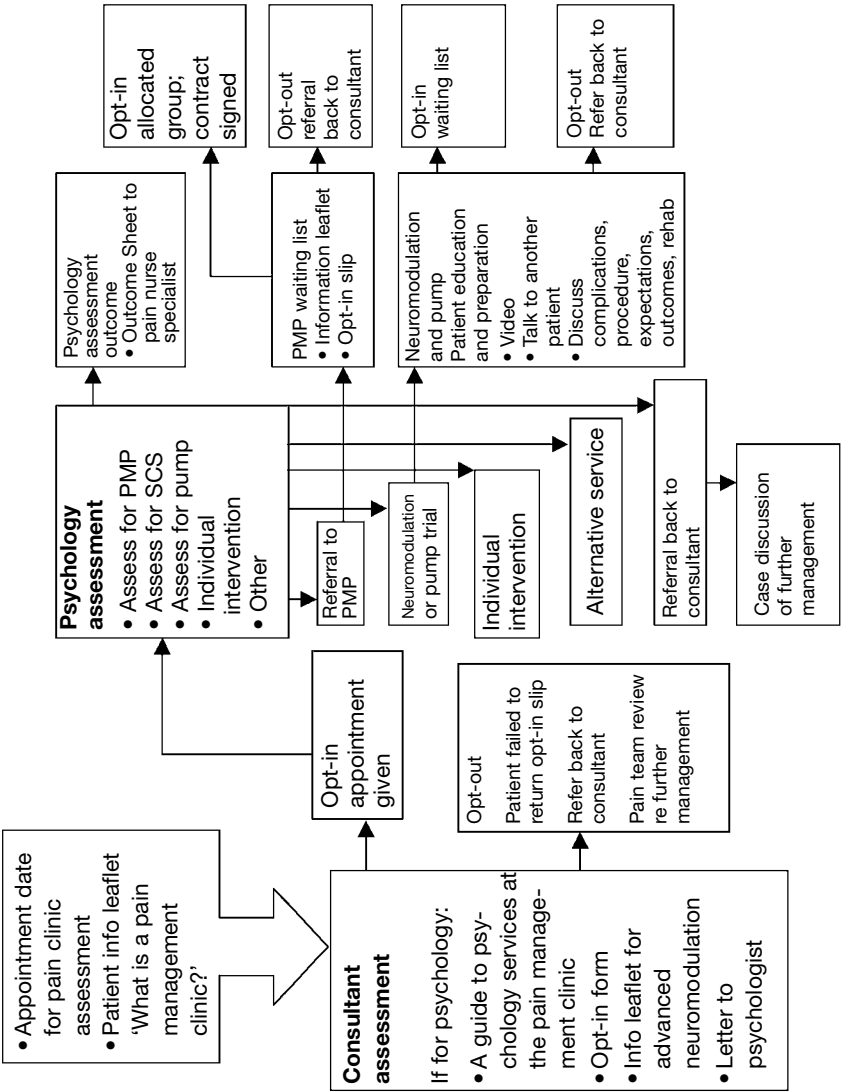 • Appointment date
for pain clinic
assessment
• Patient info leaflet
‘What is a pain
management
clinic?’
Consultant
assessment
If for psychology:
• A guide to psy-
chology services at
the pain manage-
ment clinic
• Opt-in form
• Info leaflet for
advanced
neuromodulation
• Letter to
psychologist
Opt-in
appointment
given
Opt-out
Patient failed to
return opt-in slip
Refer back to
consultant
Pain team review
re further
management
Psychology
assessment
• Assess for PMP
• Assess for SCS
• Assess for pump
• Individual
intervention
• Other
Referral to
PMP
Neuromodulation
or pump trial
Individual
intervention
Alternative service
Referral back to
consultant
Case discussion
of further
management
Psychology
assessment
outcome
• Outcome Sheet to
pain nurse
specialist
PMP waiting list
• Information leaflet
• Opt-in slip
Neuromodulation
and pump
Patient education
and preparation
• Video
• Talk to another
patient
• Discuss
complications,
procedure,
expectations,
outcomes, rehab
Opt-in
allocated
group;
contract
signed
Opt-out
referral
back to
consultant
Opt-in
waiting list
Opt-out
Refer back to
consultant